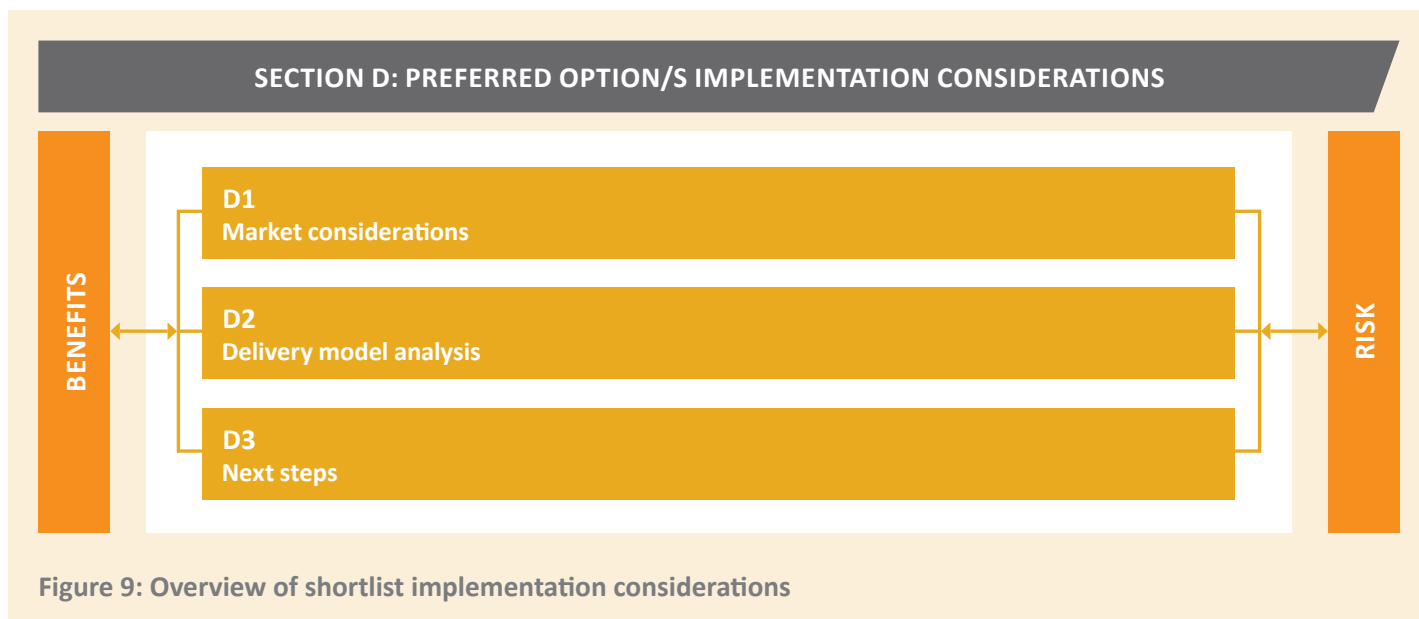 SECTION D: PREFERRED OPTION/S IMPLEMENTATION CONSIDERATIONS
BENEFITS
D1
Market considerations
D2
Delivery model analysis
D3
Next steps
RISK
Figure 9: Overview of shortlist implementation considerations